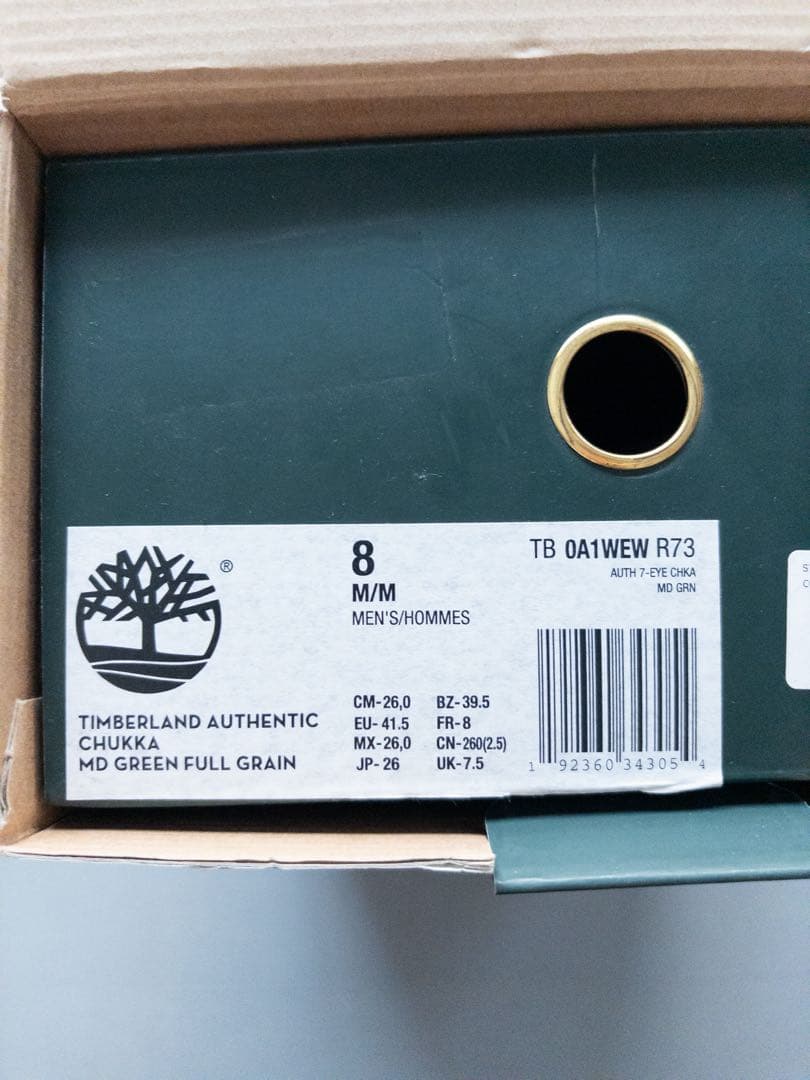 ®
8
M/M
MEN'S/HOMMES
TB 0A1WEW R73
AUTH 7-EYE CHKA
MD GRN
TIMBERLAND AUTHENTIC
CHUKKA
MD GREEN FULL GRAIN
CM-26,0 BZ-39.5
EU-41.5 FR-8
MX-26,0 CN-260(2.5)
JP-26 UK-7.5
1 92360 34305 4